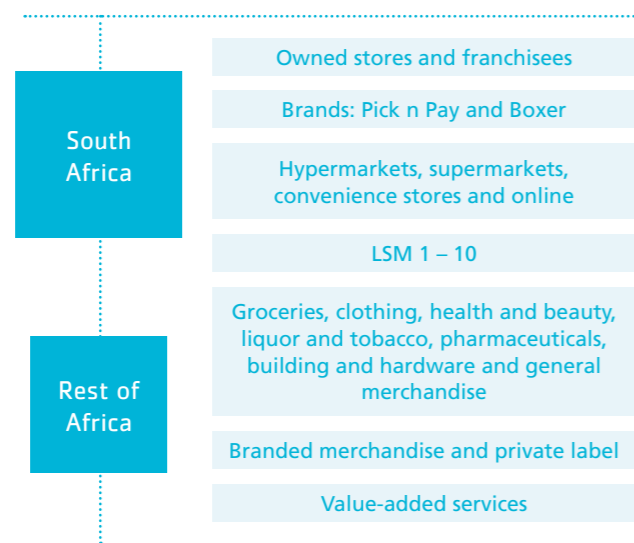 South
Africa
Rest of
Africa
Owned stores and franchisees
Brands: Pick n Pay and Boxer
Hypermarkets, supermarkets,
convenience stores and online
LSM 1 – 10
Groceries, clothing, health and beauty,
liquor and tobacco, pharmaceuticals,
building and hardware and general
merchandise
Branded merchandise and private label
Value-added services